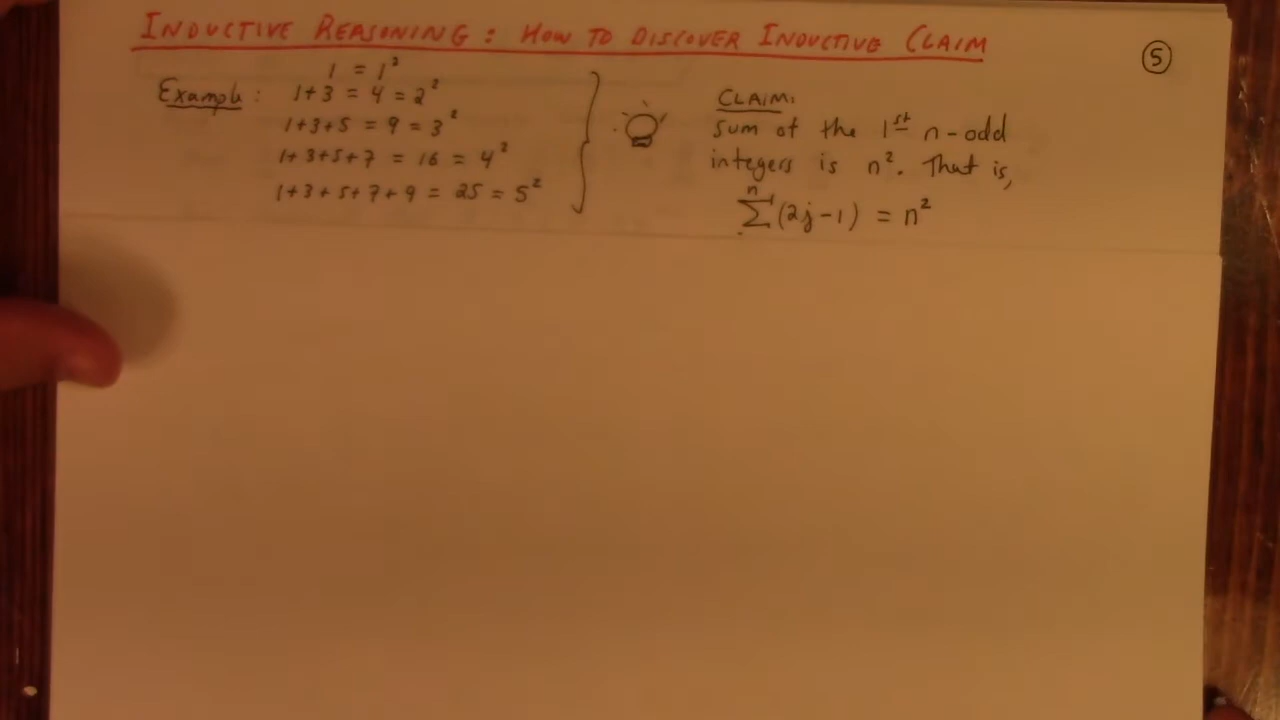 INDUCTIVE REASONING: HOW TO DISCOVER INDUCTIVE CLAIM
5
1 = 1²
Example: 1+3 = 4 = 2²
1+3+5 = 9 = 3²
1+3+5+7 = 16 = 4²
1+3+5+7+9 = 25 = 5²
CLAIM:
Sum of the 1st n-odd
integers is n². That is,
n
∑(2j-1) = n²